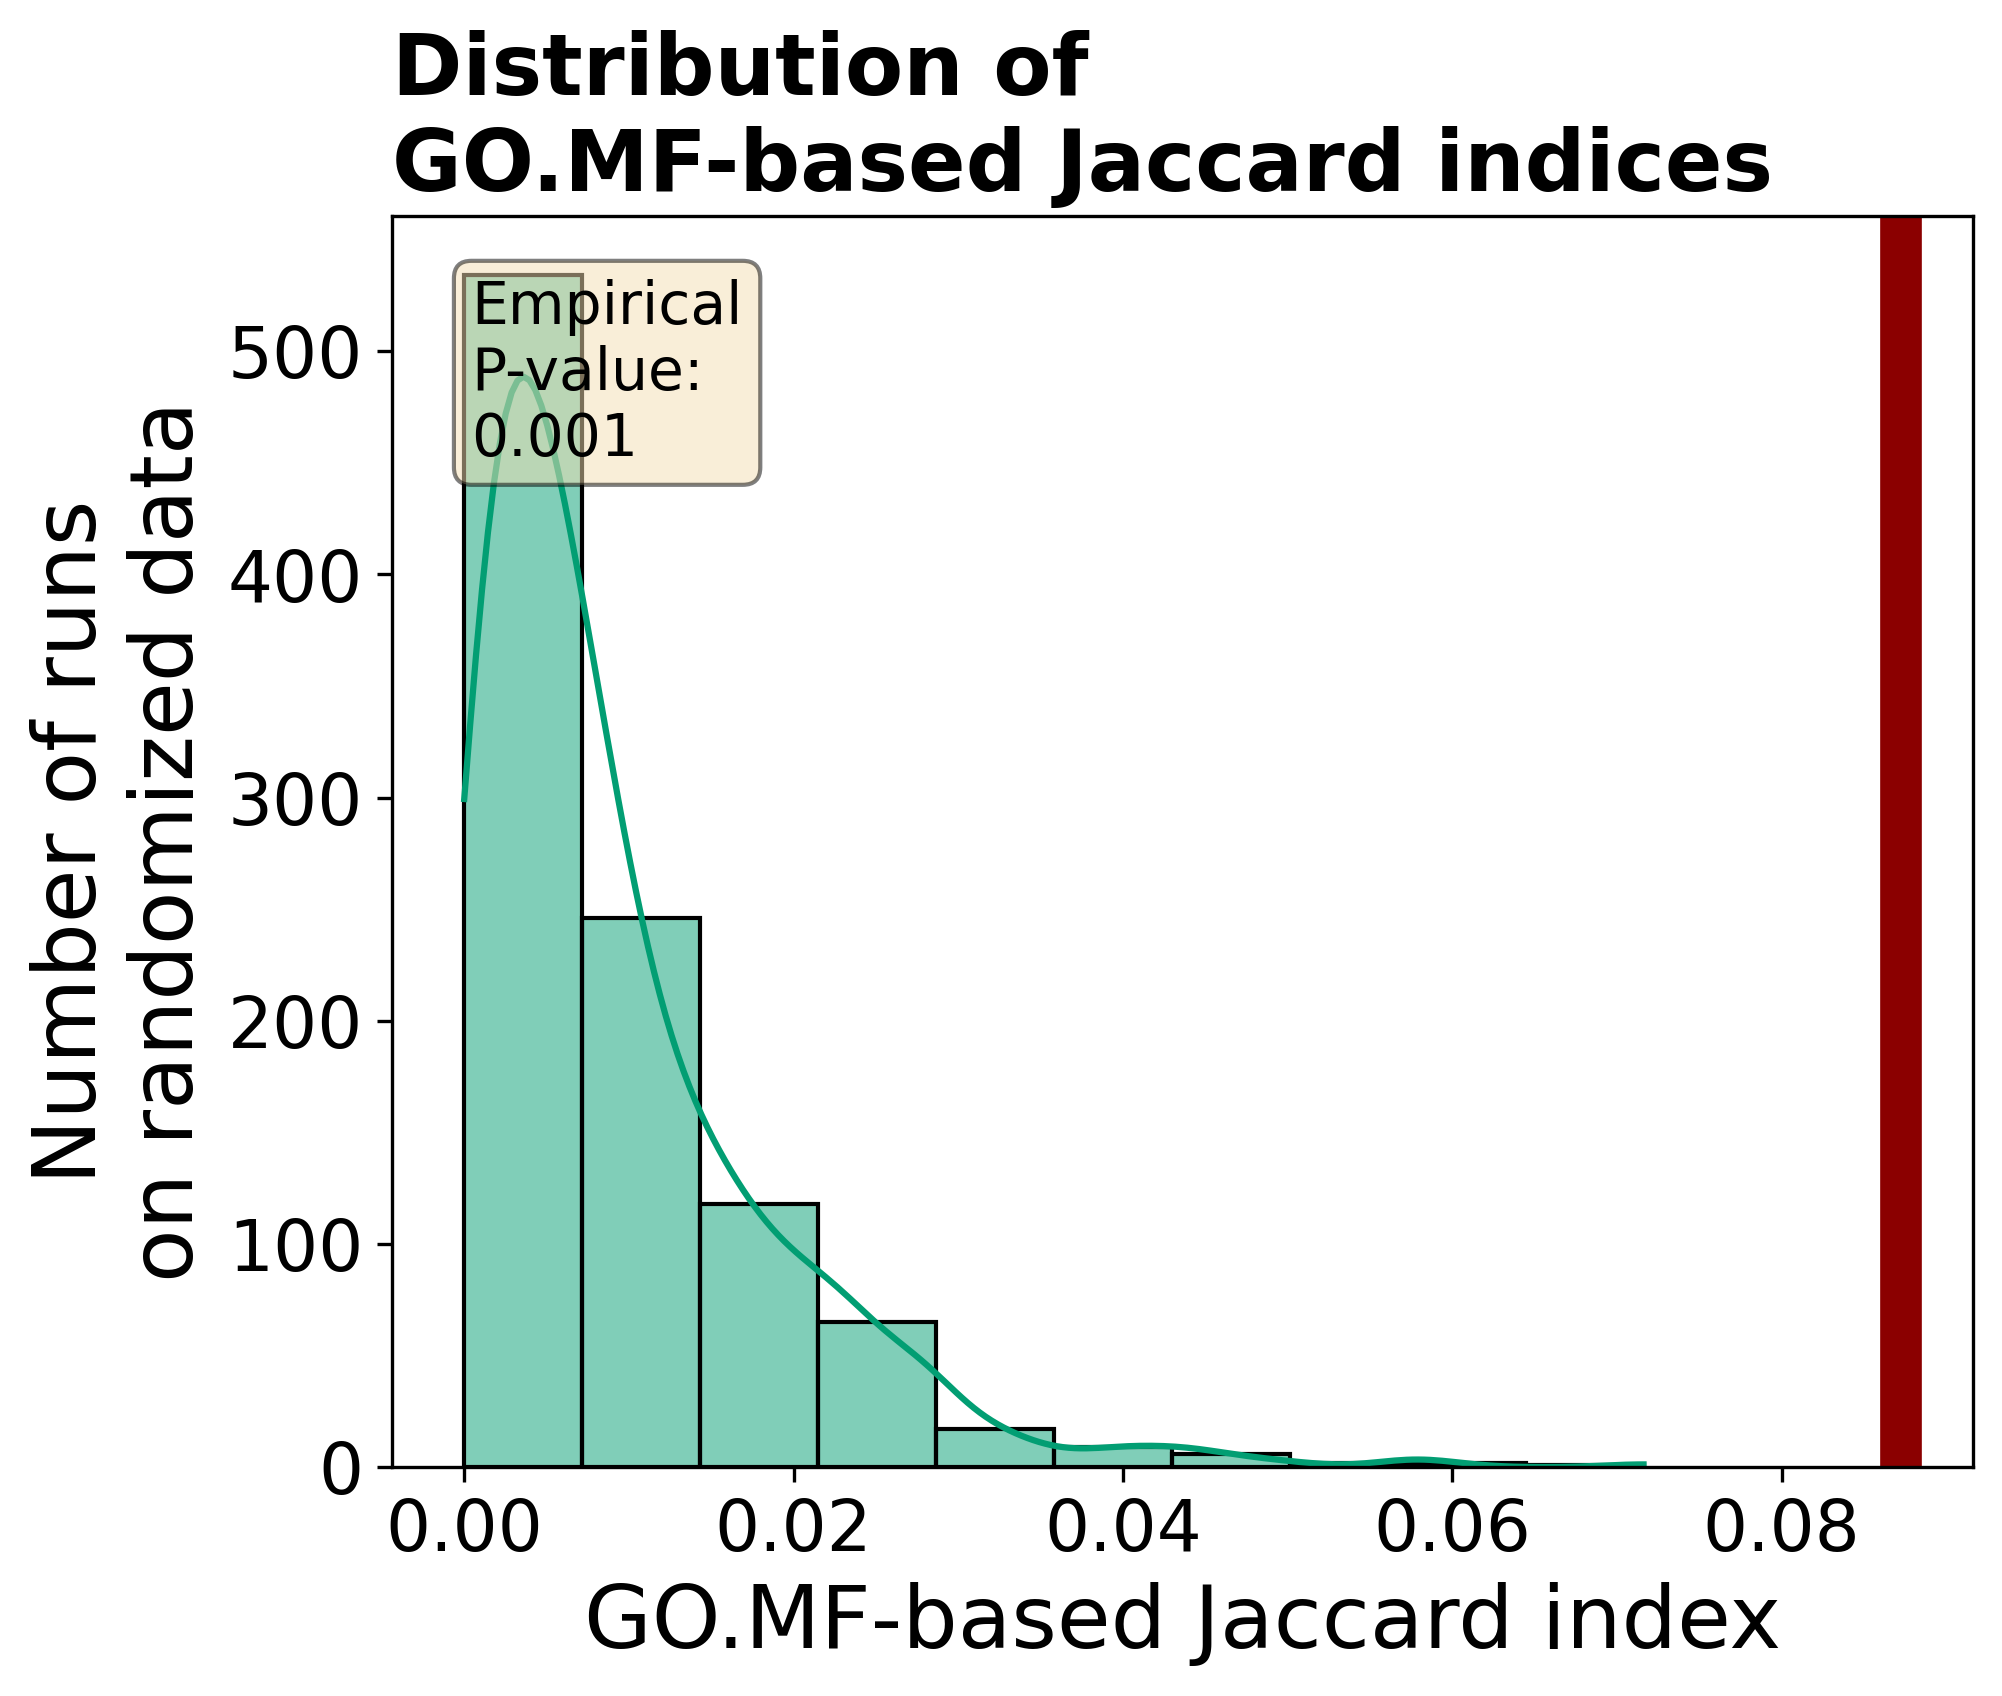 Distribution of
GO.MF-based Jaccard indices
Empirical
P-value:
0.001
Number of runs
on randomized data
500
400
300
200
100
0
0.00 0.02 0.04 0.06 0.08
GO.MF-based Jaccard index